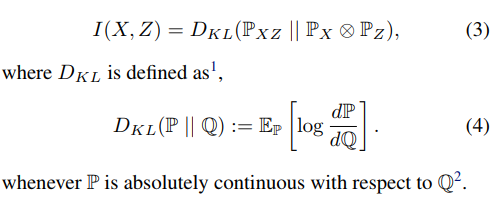 I(X, Z) = D_{KL}(ℙ_{XZ} || ℙ_X ⊗ ℙ_Z), (3)
where D_{KL} is defined as¹,
D_{KL}(ℙ || ℚ) := 𝔼_ℙ [log dℙ/dℚ] . (4)
whenever ℙ is absolutely continuous with respect to ℚ².